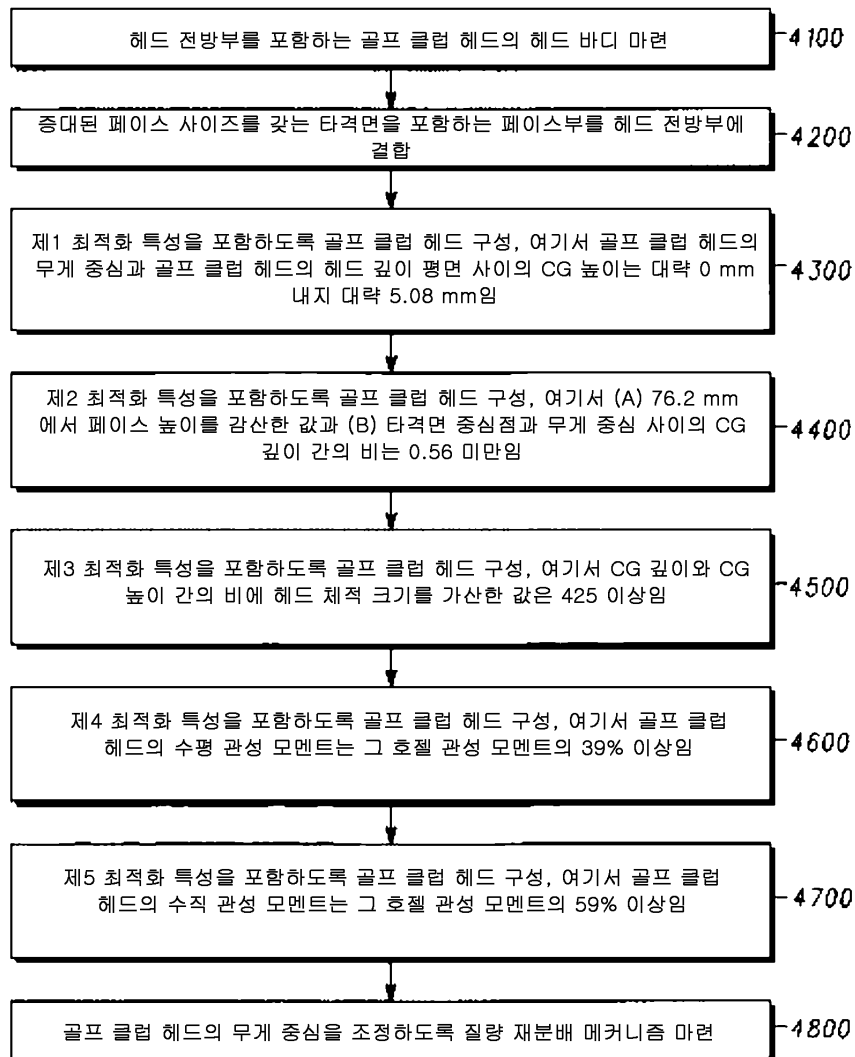 헤드 전방부를 포함하는 골프 클럽 헤드의 헤드 바디 마련
4100
증대된 페이스 사이즈를 갖는 타격면을 포함하는 페이스부를 헤드 전방부에
결합
4200
제1 최적화 특성을 포함하도록 골프 클럽 헤드 구성, 여기서 골프 클럽 헤드의
무게 중심과 골프 클럽 헤드의 헤드 깊이 평면 사이의 CG 높이는 대략 0 mm
내지 대략 5.08 mm임
4300
제2 최적화 특성을 포함하도록 골프 클럽 헤드 구성, 여기서 (A) 76.2 mm
에서 페이스 높이를 감산한 값과 (B) 타격면 중심점과 무게 중심 사이의 CG
깊이 간의 비는 0.56 미만임
4400
제3 최적화 특성을 포함하도록 골프 클럽 헤드 구성, 여기서 CG 깊이와 CG
높이 간의 비에 헤드 체적 크기를 가산한 값은 425 이상임
4500
제4 최적화 특성을 포함하도록 골프 클럽 헤드 구성, 여기서 골프 클럽
헤드의 수평 관성 모멘트는 그 호젤 관성 모멘트의 39% 이상임
4600
제5 최적화 특성을 포함하도록 골프 클럽 헤드 구성, 여기서 골프 클럽
헤드의 수직 관성 모멘트는 그 호젤 관성 모멘트의 59% 이상임
4700
골프 클럽 헤드의 무게 중심을 조정하도록 질량 재분배 메커니즘 마련
4800